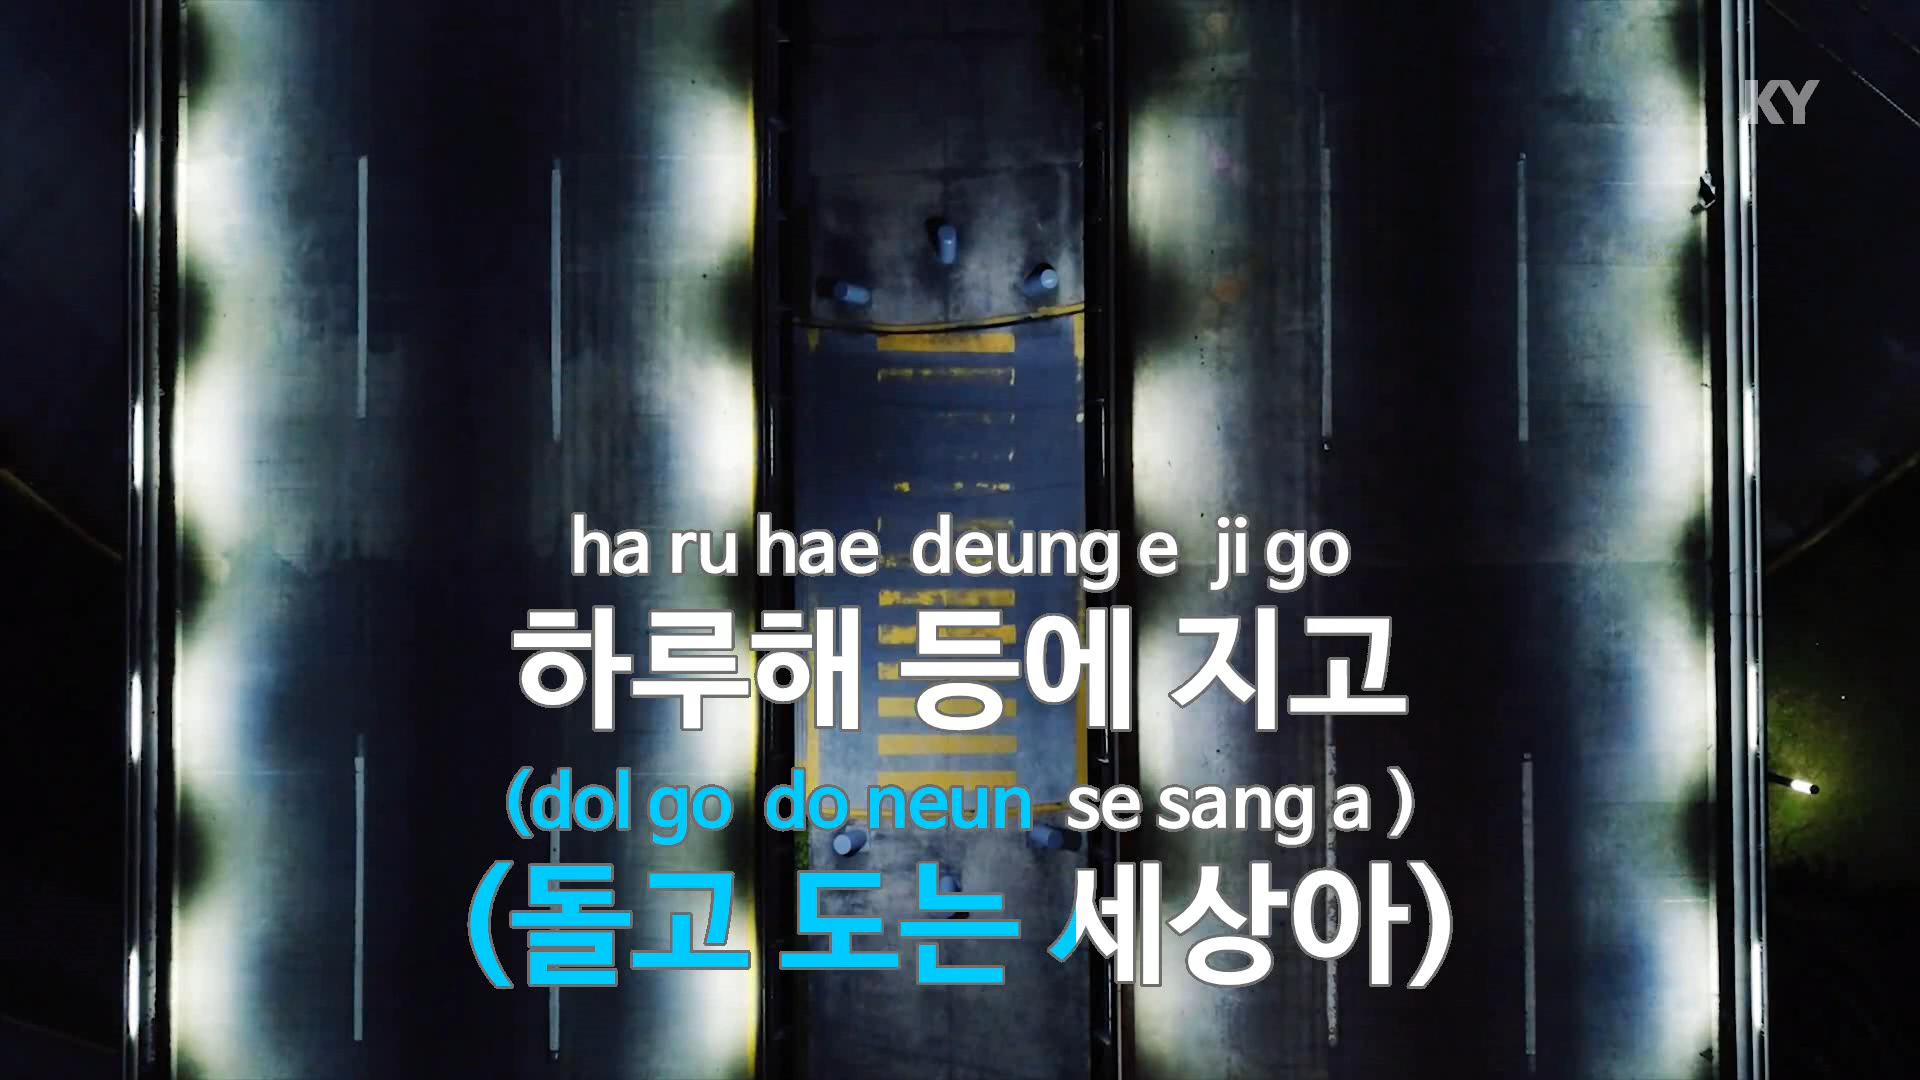 KY
ha ru hae deung e ji go
하루해 등에 지고
(dol go do neun se sang a )
(돌고 도는 세상아)